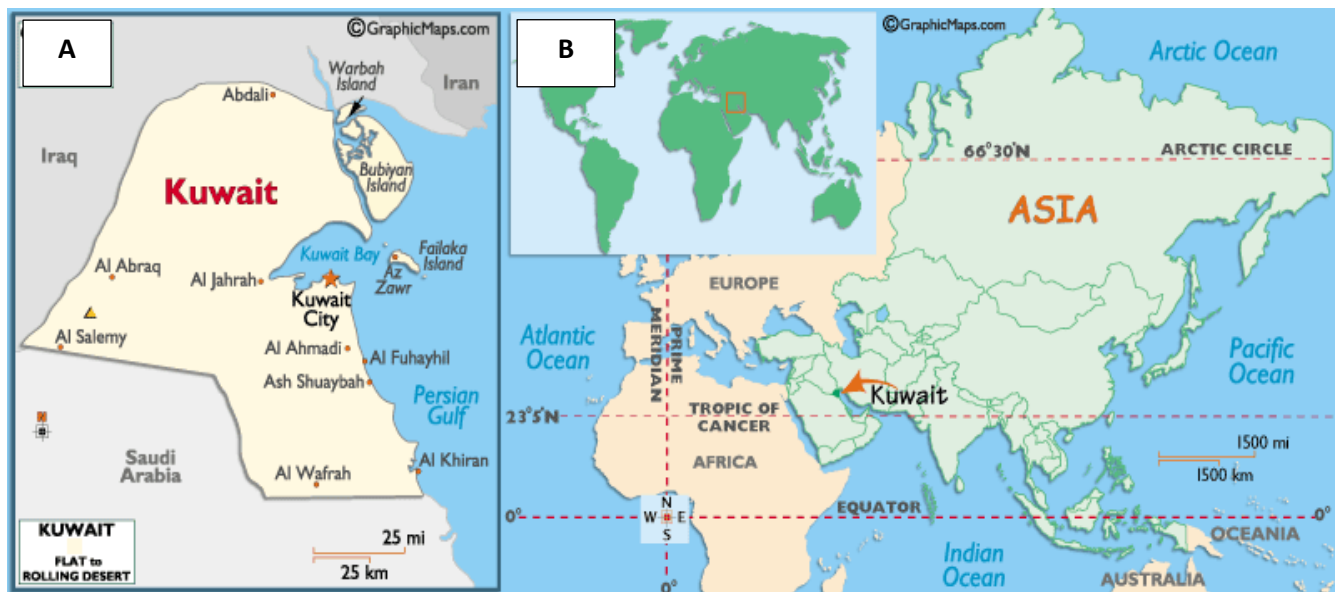 A
©GraphicMaps.com
Warbah
Island
Iran
Abdali
Iraq
Bubiyan
Island
Kuwait
Kuwait Bay
Failaka
Island
Az
Zawr
Al Abraq
Al Jahrah
Kuwait
City
Al Salemy
Al Ahmadi
Al Fuhayhil
Ash Shuaybah
Persian
Gulf
Saudi
Arabia
Al Wafrah
Al Khiran
KUWAIT
FLAT to
ROLLING DESERT
25 mi
25 km
B
©GraphicMaps.com
Arctic Ocean
66°30'N
ARCTIC CIRCLE
ASIA
EUROPE
Atlantic
Ocean
MERIDIAN
PRIME
Pacific
Ocean
Kuwait
23°5'N
TROPIC OF
CANCER
AFRICA
1500 mi
1500 km
EQUATOR
N
W E
S
0°
0°
OCEANIA
Indian
Ocean
AUSTRALIA
0°